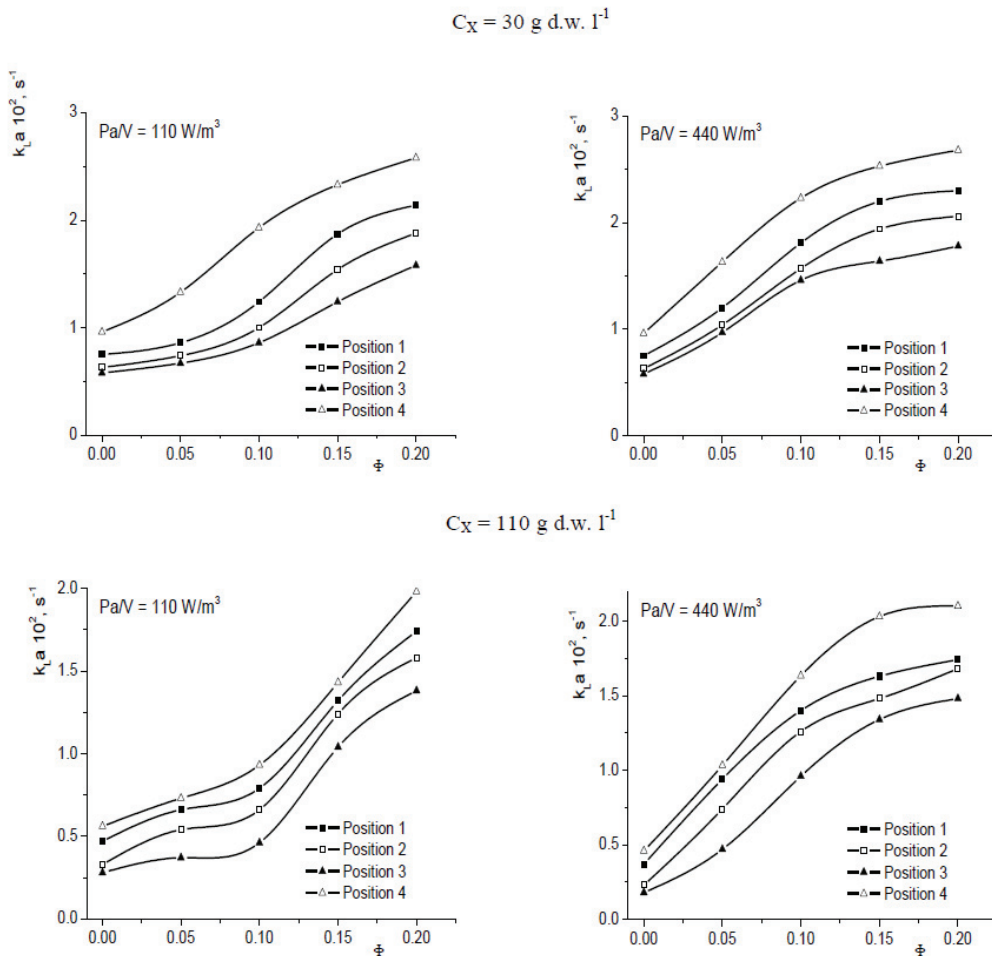 C_X = 30 g d.w. l^-1
k_L a 10^2, s^-1
Pa/V = 110 W/m^3
3
2
1
0
Position 1
Position 2
Position 3
Position 4
0.00 0.05 0.10 0.15 0.20
Φ
k_L a 10^2, s^-1
Pa/V = 440 W/m^3
3
2
1
0
Position 1
Position 2
Position 3
Position 4
0.00 0.05 0.10 0.15 0.20
Φ
C_X = 110 g d.w. l^-1
k_L a 10^2, s^-1
Pa/V = 110 W/m^3
2.0
1.5
1.0
0.5
0.0
Position 1
Position 2
Position 3
Position 4
0.00 0.05 0.10 0.15 0.20
Φ
k_L a 10^2, s^-1
Pa/V = 440 W/m^3
2.0
1.5
1.0
0.5
0.0
Position 1
Position 2
Position 3
Position 4
0.00 0.05 0.10 0.15 0.20
Φ